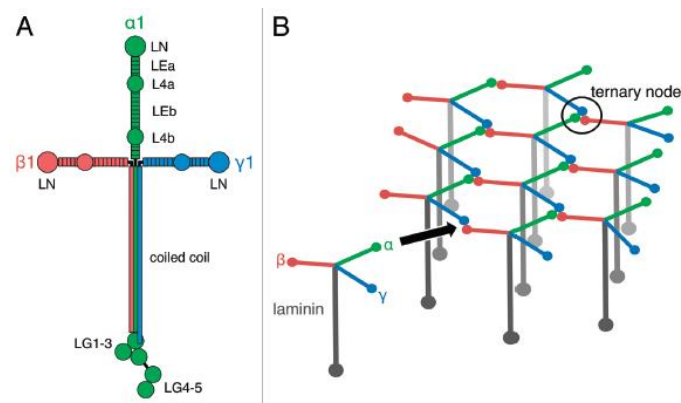 A
α1
LN
LEa
L4a
LEb
L4b
β1
γ1
LN
LN
coiled coil
LG1-3
LG4-5
B
ternary node
α
β
γ
laminin